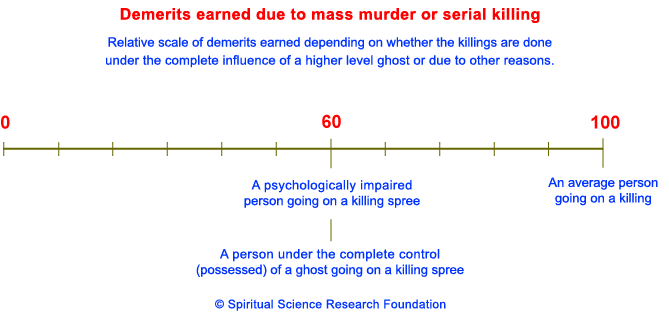 Demerits earned due to mass murder or serial killing
Relative scale of demerits earned depending on whether the killings are done
under the complete influence of a higher level ghost or due to other reasons.
0
60
100
A psychologically impaired
person going on a killing spree
An average person
going on a killing
A person under the complete control
(possessed) of a ghost going on a killing spree
© Spiritual Science Research Foundation